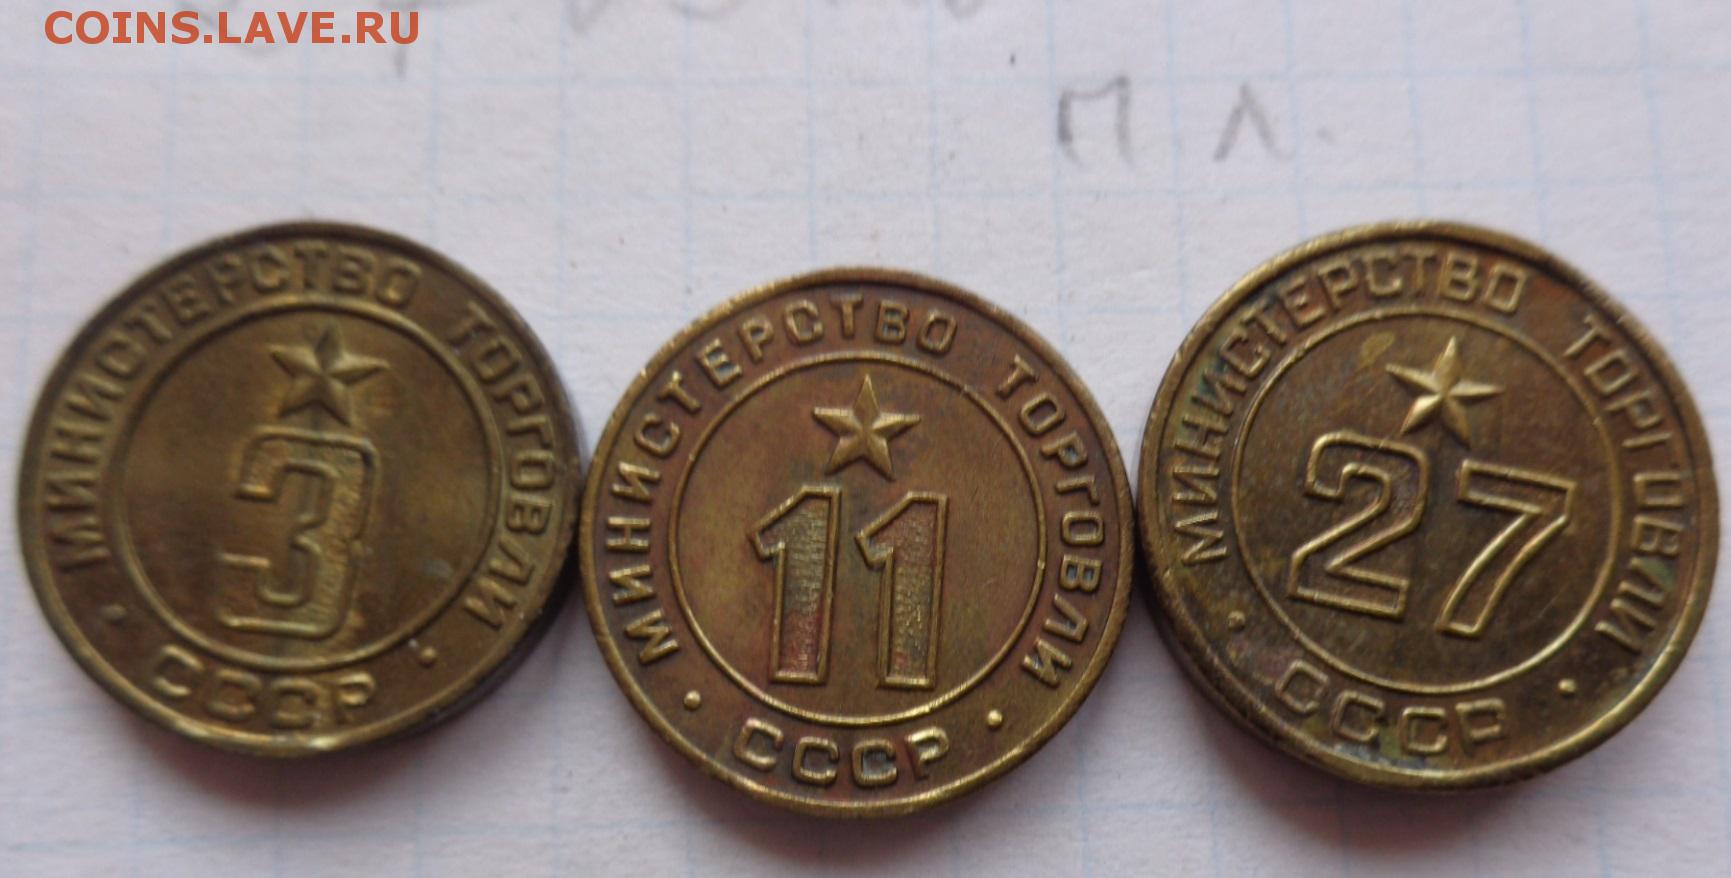 COINS.LAVE.RU
П Л.
МИНИСТЕРСТВО ТОРГОВЛИ
3
• СССР •
МИНИСТЕРСТВО ТОРГОВЛИ
11
• СССР •
МИНИСТЕРСТВО ТОРГОВЛИ
27
• СССР •